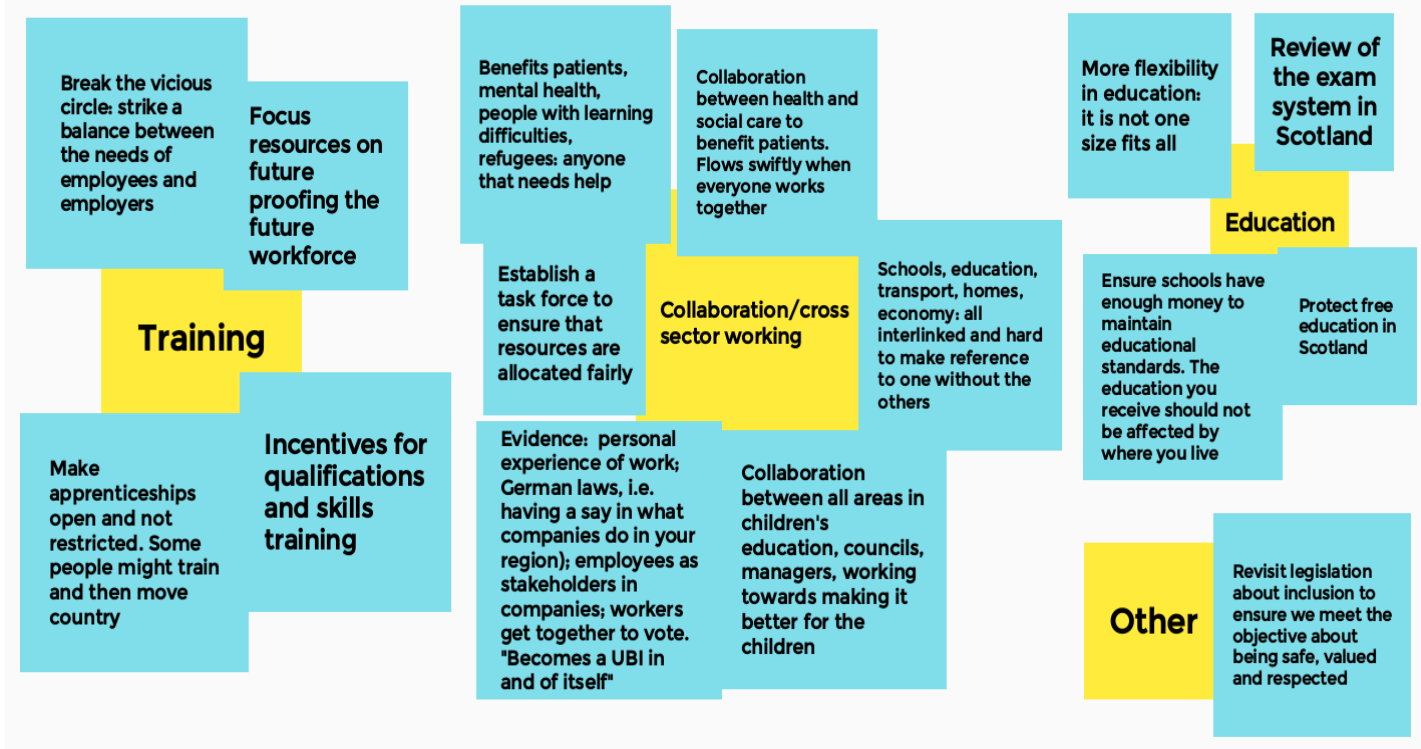 Break the vicious
circle: strike a
balance between
the needs of
employees and
employers
Focus
resources on
future
proofing the
future
workforce
Training
Make
apprenticeships
open and not
restricted. Some
people might train
and then move
country
Incentives for
qualifications
and skills
training
Benefits patients,
mental health,
people with learning
difficulties,
refugees: anyone
that needs help
Collaboration
between health and
social care to
benefit patients.
Flows swiftly when
everyone works
together
Establish a
task force to
ensure that
resources are
allocated fairly
Collaboration/cross
sector working
Schools, education,
transport, homes,
economy: all
interlinked and hard
to make reference
to one without the
others
Evidence:  personal
experience of work;
German laws, i.e.
having a say in what
companies do in your
region); employees as
stakeholders in
companies; workers
get together to vote.
"Becomes a UBI in
and of itself"
Collaboration
between all areas in
children's
education, councils,
managers, working
towards making it
better for the
children
More flexibility
in education:
it is not one
size fits all
Review of
the exam
system in
Scotland
Education
Ensure schools have
enough money to
maintain
educational
standards. The
education you
receive should not
be affected by
where you live
Protect free
education in
Scotland
Other
Revisit legislation
about inclusion to
ensure we meet the
objective about
being safe, valued
and respected